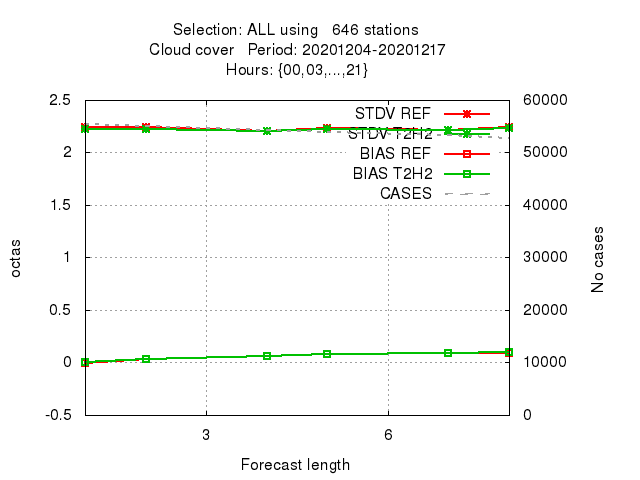 Selection: ALL using   646 stations
Cloud cover   Period: 20201204-20201217
Hours: {00,03,...,21}
2.5
2
1.5
1
0.5
0
-0.5
octas
60000
50000
40000
30000
20000
10000
0
No cases
STDV REF
STDV T2H2
BIAS REF
BIAS T2H2
CASES
3
6
Forecast length